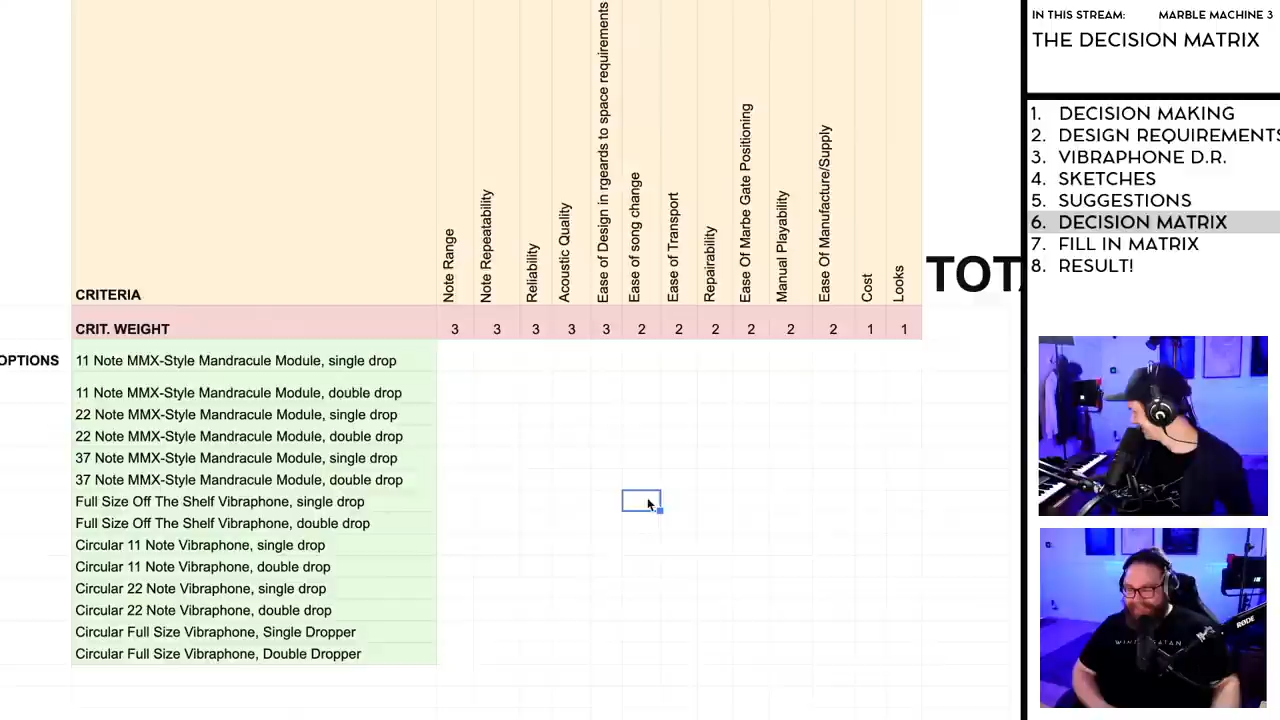 IN THIS STREAM: MARBLE MACHINE 3
THE DECISION MATRIX
1. DECISION MAKING
2. DESIGN REQUIREMENTS
3. VIBRAPHONE D.R.
4. SKETCHES
5. SUGGESTIONS
6. DECISION MATRIX
7. FILL IN MATRIX
8. RESULT!
CRITERIA
Note Range
Note Repeatability
Reliability
Acoustic Quality
Ease of Design in rgeards to space requirements
Ease of song change
Ease of Transport
Repairability
Ease Of Marbe Gate Positioning
Manual Playability
Ease Of Manufacture/Supply
Cost
Looks
TOTA
CRIT. WEIGHT 3 3 3 3 3 2 2 2 2 2 2 1 1
OPTIONS 11 Note MMX-Style Mandracule Module, single drop
11 Note MMX-Style Mandracule Module, double drop
22 Note MMX-Style Mandracule Module, single drop
22 Note MMX-Style Mandracule Module, double drop
37 Note MMX-Style Mandracule Module, single drop
37 Note MMX-Style Mandracule Module, double drop
Full Size Off The Shelf Vibraphone, single drop
Full Size Off The Shelf Vibraphone, double drop
Circular 11 Note Vibraphone, single drop
Circular 11 Note Vibraphone, double drop
Circular 22 Note Vibraphone, single drop
Circular 22 Note Vibraphone, double drop
Circular Full Size Vibraphone, Single Dropper
Circular Full Size Vibraphone, Double Dropper
RØDE